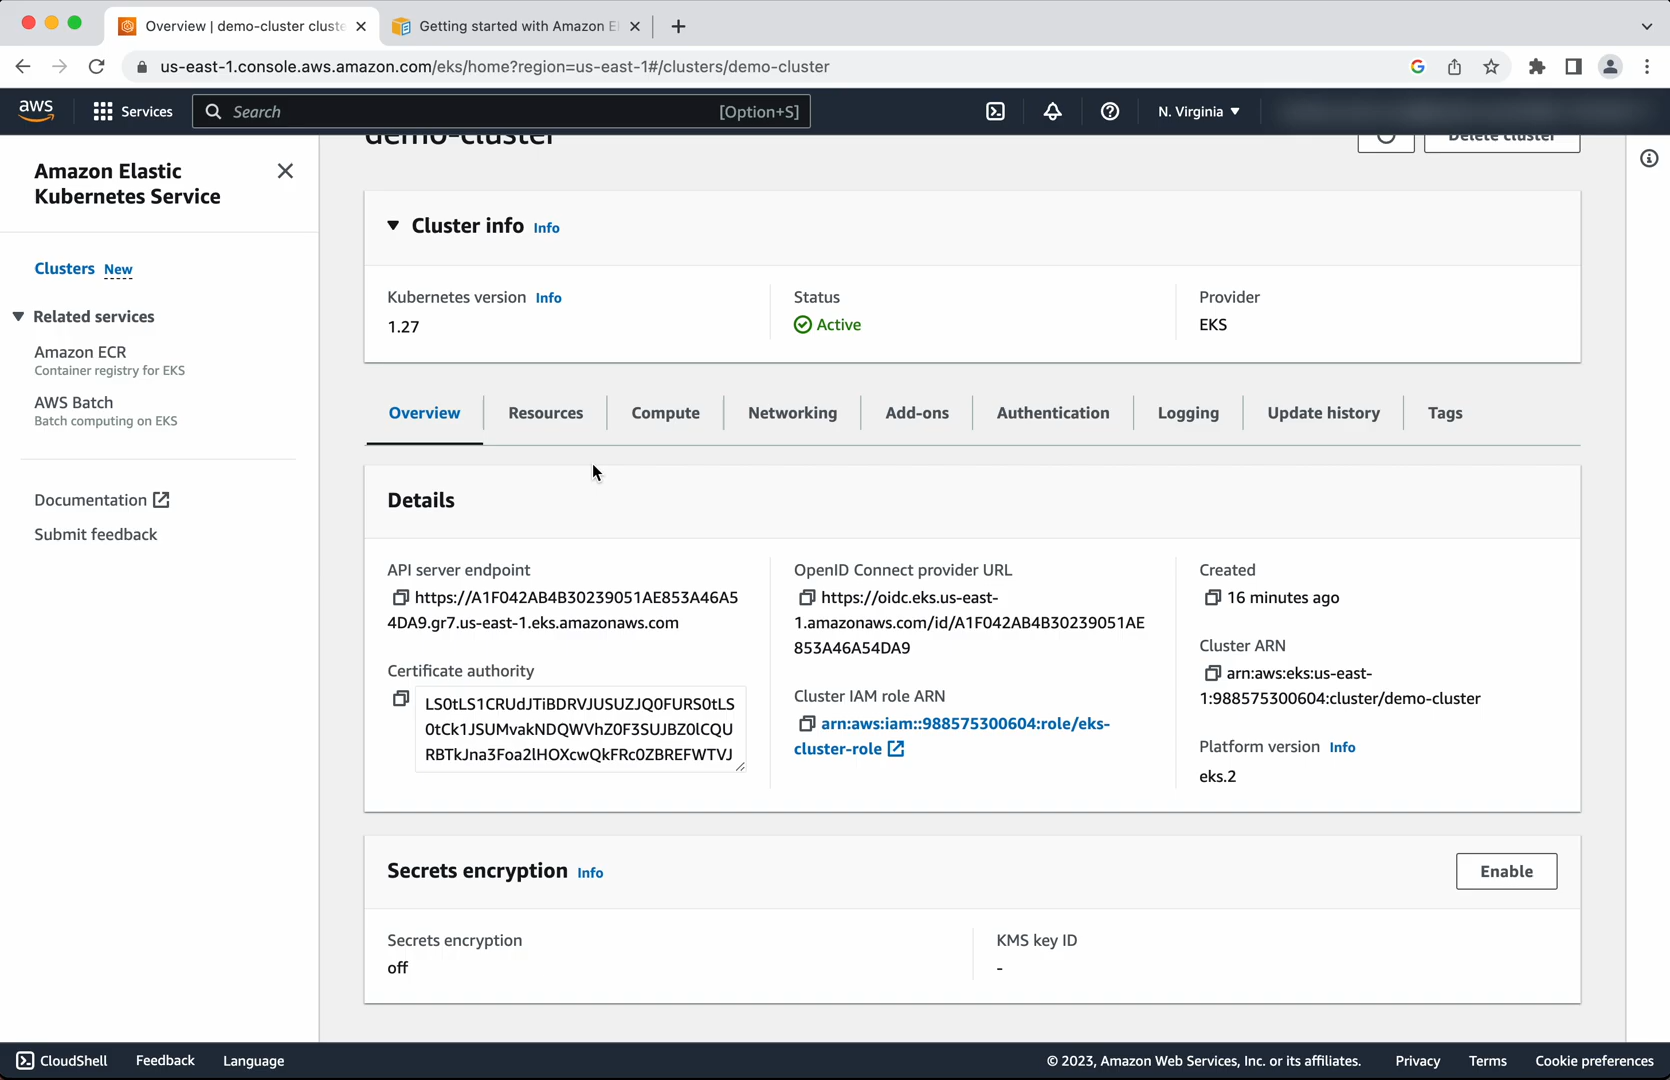 Overview | demo-cluster cluste
Getting started with Amazon E
us-east-1.console.aws.amazon.com/eks/home?region=us-east-1#/clusters/demo-cluster
aws
Services
Search
[Option+S]
N. Virginia
demo-cluster
Delete cluster
Amazon Elastic
Kubernetes Service
Clusters New
Related services
Amazon ECR
Container registry for EKS
AWS Batch
Batch computing on EKS
Documentation
Submit feedback
Cluster info Info
Kubernetes version Info
1.27
Status
Active
Provider
EKS
Overview
Resources
Compute
Networking
Add-ons
Authentication
Logging
Update history
Tags
Details
API server endpoint
https://A1F042AB4B30239051AE853A46A5
4DA9.gr7.us-east-1.eks.amazonaws.com
Certificate authority
LS0tLS1CRUdJTiBDRVJUSUZJQ0FURS0tLS
0tCk1JSUMvakNDQWVhZ0F3SUJBZ0lCQU
RBTkJna3Foa2lHOXcwQkFRc0ZBREFWTVJ
OpenID Connect provider URL
https://oidc.eks.us-east-
1.amazonaws.com/id/A1F042AB4B30239051AE
853A46A54DA9
Cluster IAM role ARN
arn:aws:iam::988575300604:role/eks-
cluster-role
Created
16 minutes ago
Cluster ARN
arn:aws:eks:us-east-
1:988575300604:cluster/demo-cluster
Platform version Info
eks.2
Secrets encryption Info
Enable
Secrets encryption
off
KMS key ID
-
CloudShell
Feedback
Language
© 2023, Amazon Web Services, Inc. or its affiliates.
Privacy
Terms
Cookie preferences